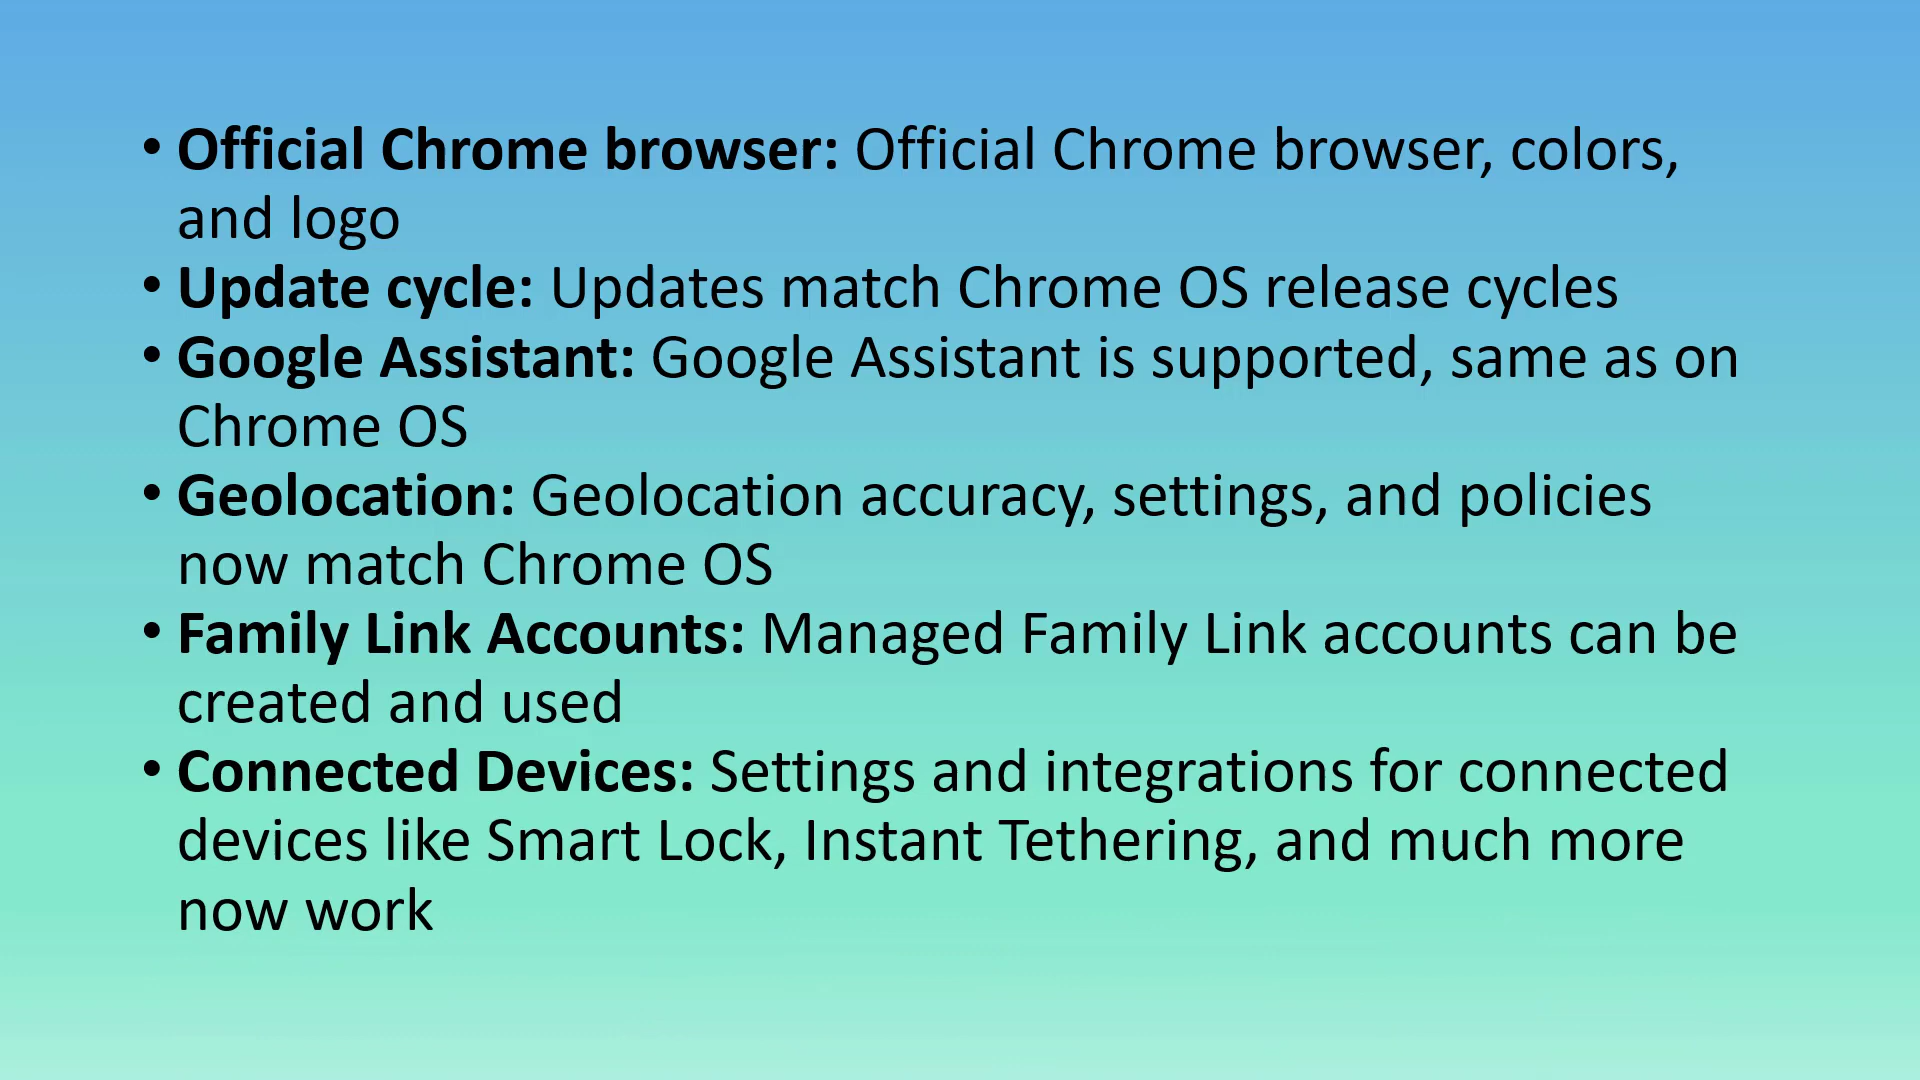 • Official Chrome browser: Official Chrome browser, colors,
and logo
• Update cycle: Updates match Chrome OS release cycles
• Google Assistant: Google Assistant is supported, same as on
Chrome OS
• Geolocation: Geolocation accuracy, settings, and policies
now match Chrome OS
• Family Link Accounts: Managed Family Link accounts can be
created and used
• Connected Devices: Settings and integrations for connected
devices like Smart Lock, Instant Tethering, and much more
now work